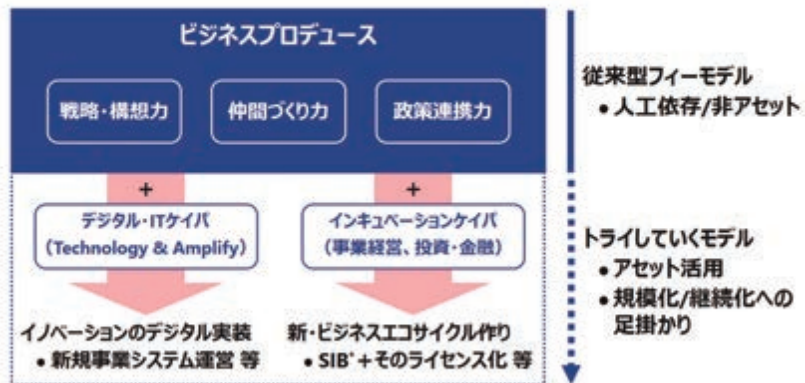 ビジネスプロデュース
戦略・構想力
仲間づくり力
政策連携力
+
+
デジタル・ITケイパ
（Technology & Amplify）
インキュベーションケイパ
（事業経営、投資・金融）
イノベーションのデジタル実装
• 新規事業システム運営 等
新・ビジネスエコサイクル作り
• SIB*+そのライセンス化 等
従来型フィーモデル
• 人工依存/非アセット
トライしていくモデル
• アセット活用
• 規模化/継続化への
足掛かり